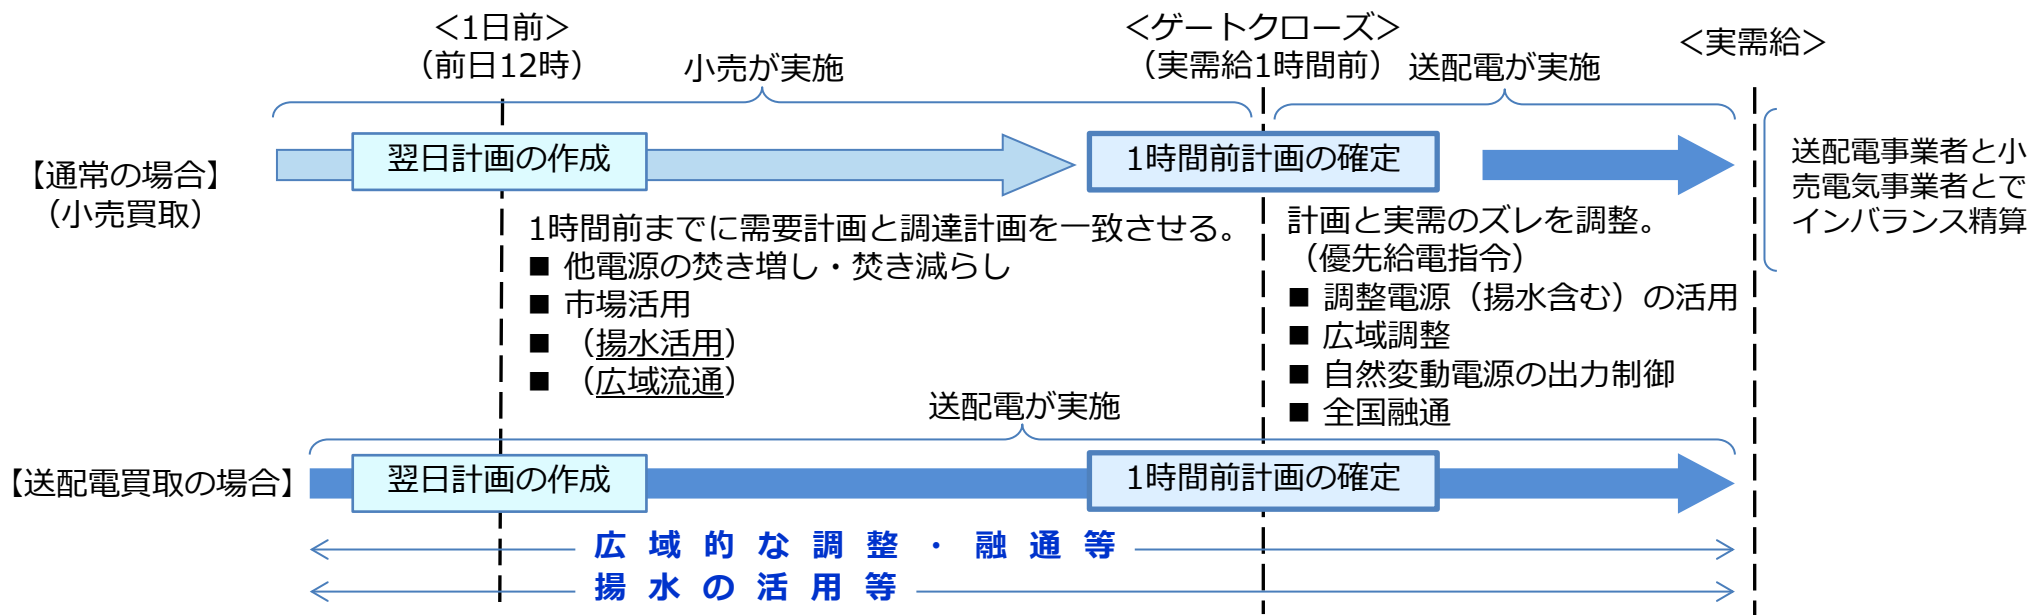 ＜1日前＞
（前日12時）
小売が実施
＜ゲートクローズ＞
（実需給1時間前）
送配電が実施
＜実需給＞
【通常の場合】
（小売買取）
翌日計画の作成
1時間前計画の確定
送配電事業者と小
売電気事業者とで
インバランス精算
1時間前までに需要計画と調達計画を一致させる。
■ 他電源の焚き増し・焚き減らし
■ 市場活用
■ （揚水活用）
■ （広域流通）
計画と実需のズレを調整。
（優先給電指令）
■ 調整電源（揚水含む）の活用
■ 広域調整
■ 自然変動電源の出力制御
■ 全国融通
送配電が実施
【送配電買取の場合】
翌日計画の作成
1時間前計画の確定
広域的な調整・融通等
揚水の活用等